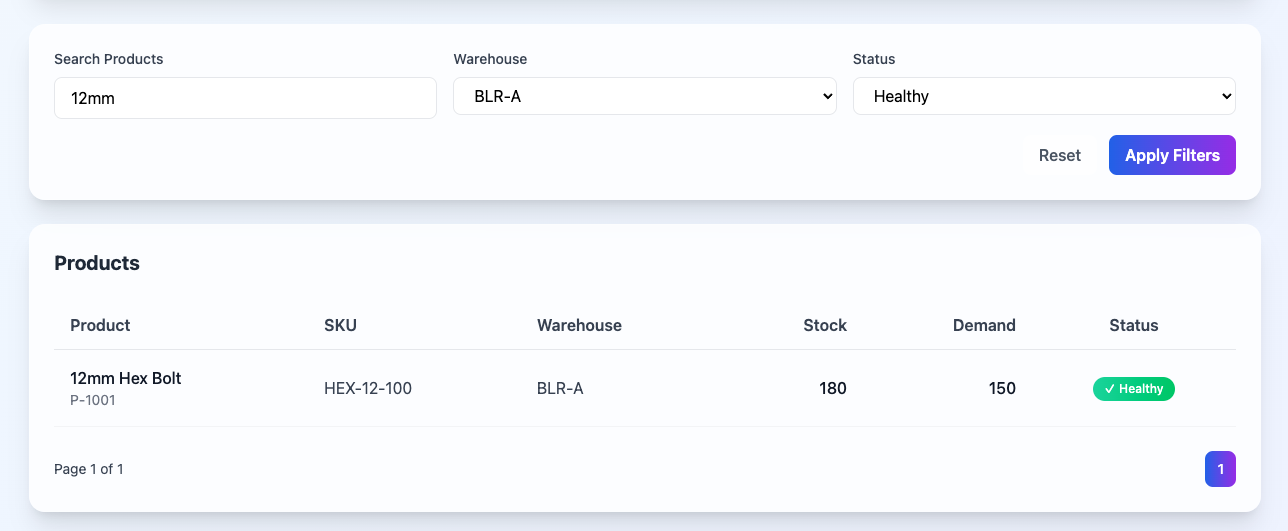 Search Products
Warehouse
Status
12mm
BLR-A
Healthy
Reset
Apply Filters
Products
Product SKU Warehouse Stock Demand Status
12mm Hex Bolt
P-1001
HEX-12-100 BLR-A 180 150 ✓ Healthy
Page 1 of 1
1